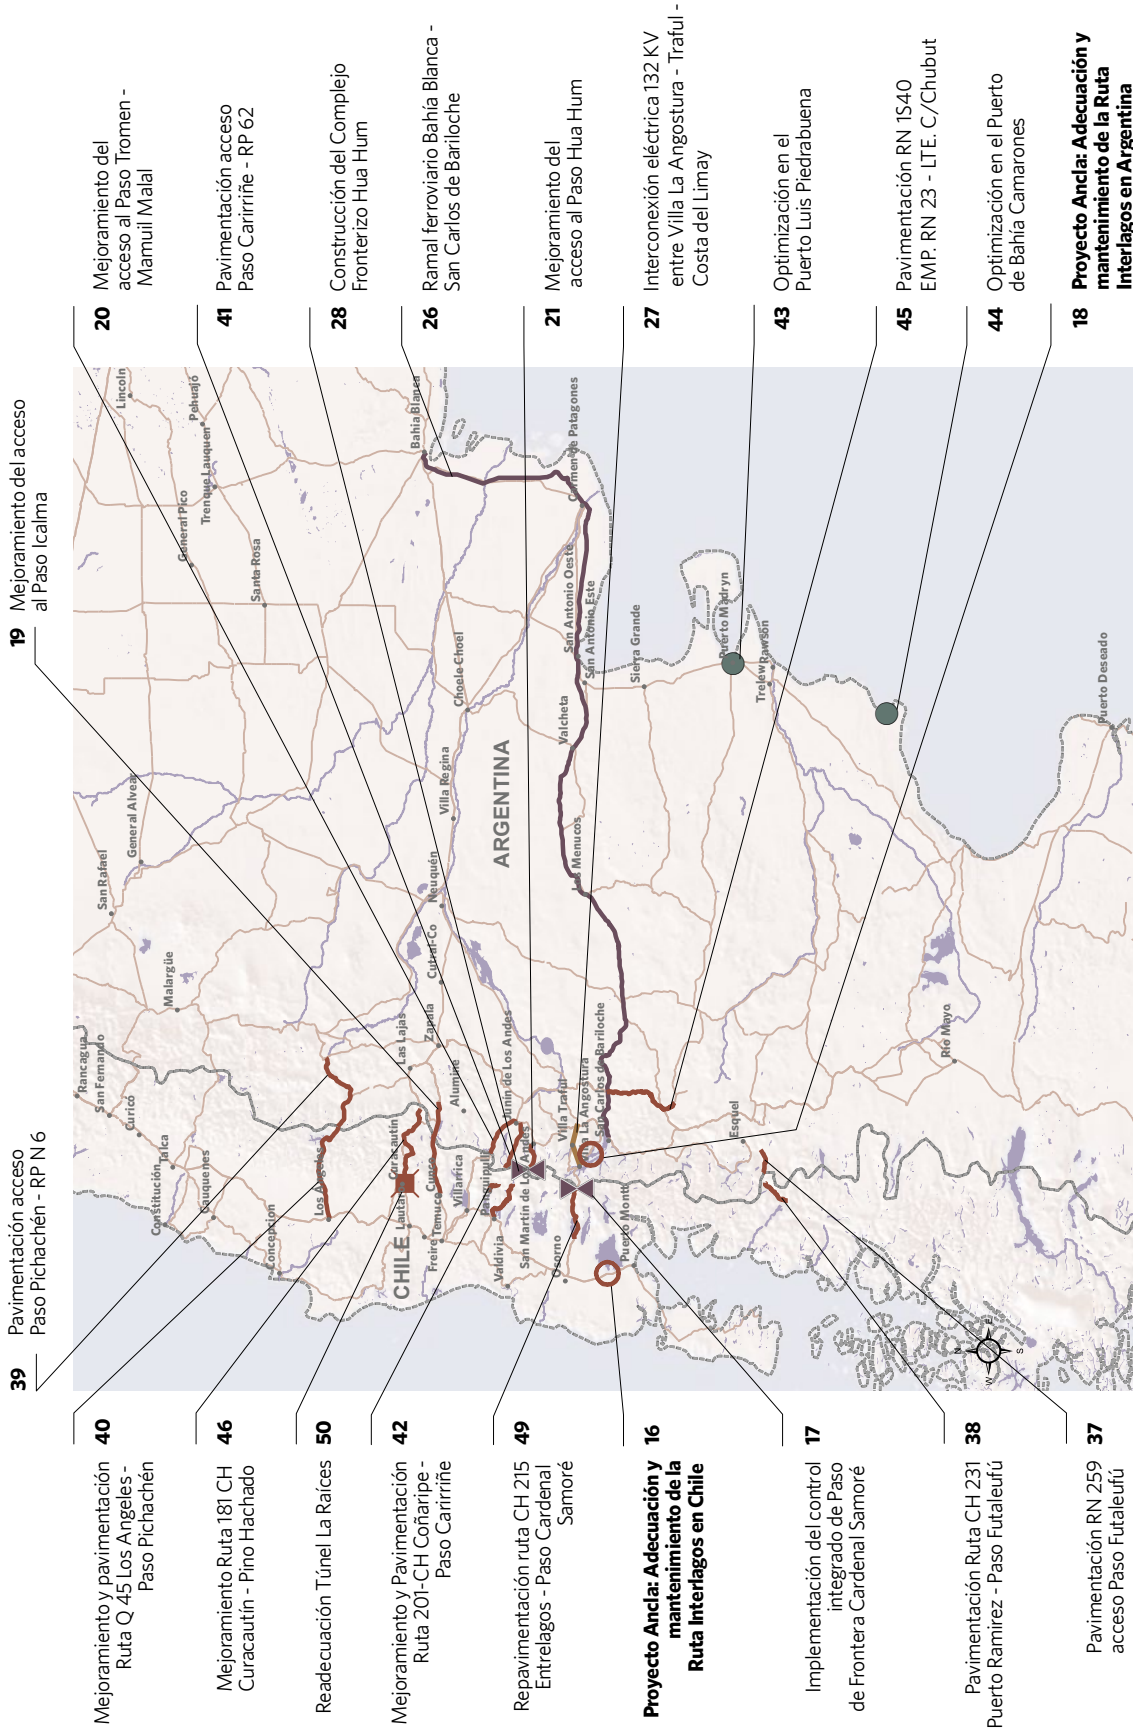 39
Pavimentación acceso
Paso Pichachén - RP N 6
19
Mejoramiento del acceso
al Paso Icalma
40
Mejoramiento y pavimentación
Ruta Q 45 Los Angeles -
Paso Pichachén
46
Mejoramiento Ruta 181 CH
Curacautín - Pino Hachado
50
Readecuación Túnel La Raíces
42
Mejoramiento y Pavimentación
Ruta 201-CH Coñaripe -
Paso Carirriñe
49
Repavimentación ruta CH 215
Entrelagos - Paso Cardenal
Samoré
16
Proyecto Ancla: Adecuación y
mantenimiento de la
Ruta Interlagos en Chile
17
Implementación del control
integrado de Paso
de Frontera Cardenal Samoré
38
Pavimentación Ruta CH 231
Puerto Ramirez - Paso Futaleufú
37
Pavimentación RN 259
acceso Paso Futaleufú
Rancagua
San Fernando
Curicó
Talca
Constitución
Cauquenes
Concepcion
Los Angeles
San Rafael
General Alvear
Malargüe
Lincoln
Pehuajó
Trenque Lauquen
General Pico
Santa Rosa
Bahia Blanca
Curacautín
Lautaro
CHILE
Cunco
Temuco
Freire
Villarrica
Panguipulli
Valdivia
Las Lajas
Zapala
Cutral-Co
Neuquén
Villa Regina
Choele Choel
Aluminé
Junín de Los Andes
San Martín de Los Andes
ARGENTINA
Osorno
Villa Traful
Villa La Angostura
San Carlos de Bariloche
Puerto Montt
Los Menucos
Valcheta
San Antonio Oeste
San Antonio Este
Carmen de Patagones
Sierra Grande
Puerto Madryn
Trelew
Rawson
Esquel
Río Mayo
Puerto Deseado
N
W
E
S
20
Mejoramiento del
acceso al Paso Tromen -
Mamuil Malal
41
Pavimentación acceso
Paso Carirriñe - RP 62
28
Construcción del Complejo
Fronterizo Hua Hum
26
Ramal ferroviario Bahía Blanca -
San Carlos de Bariloche
21
Mejoramiento del
acceso al Paso Hua Hum
27
Interconexión eléctrica 132 KV
entre Villa La Angostura - Traful -
Costa del Limay
43
Optimización en el
Puerto Luis Piedrabuena
45
Pavimentación RN 1S40
EMP. RN 23 - LTE. C/Chubut
44
Optimización en el Puerto
de Bahía Camarones
18
Proyecto Ancla: Adecuación y
mantenimiento de la Ruta
Interlagos en Argentina